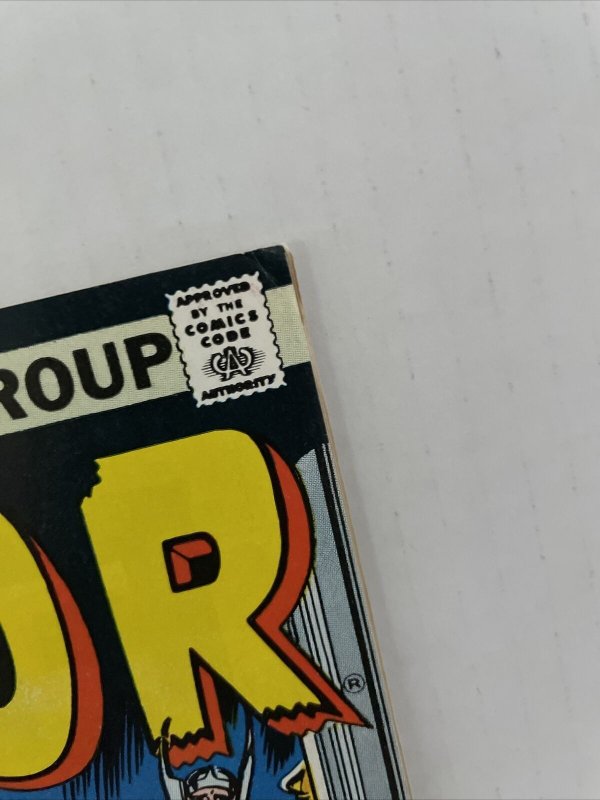 APPROVED
BY THE
COMICS
CODE
A
AUTHORITY
ROUP
OR
®